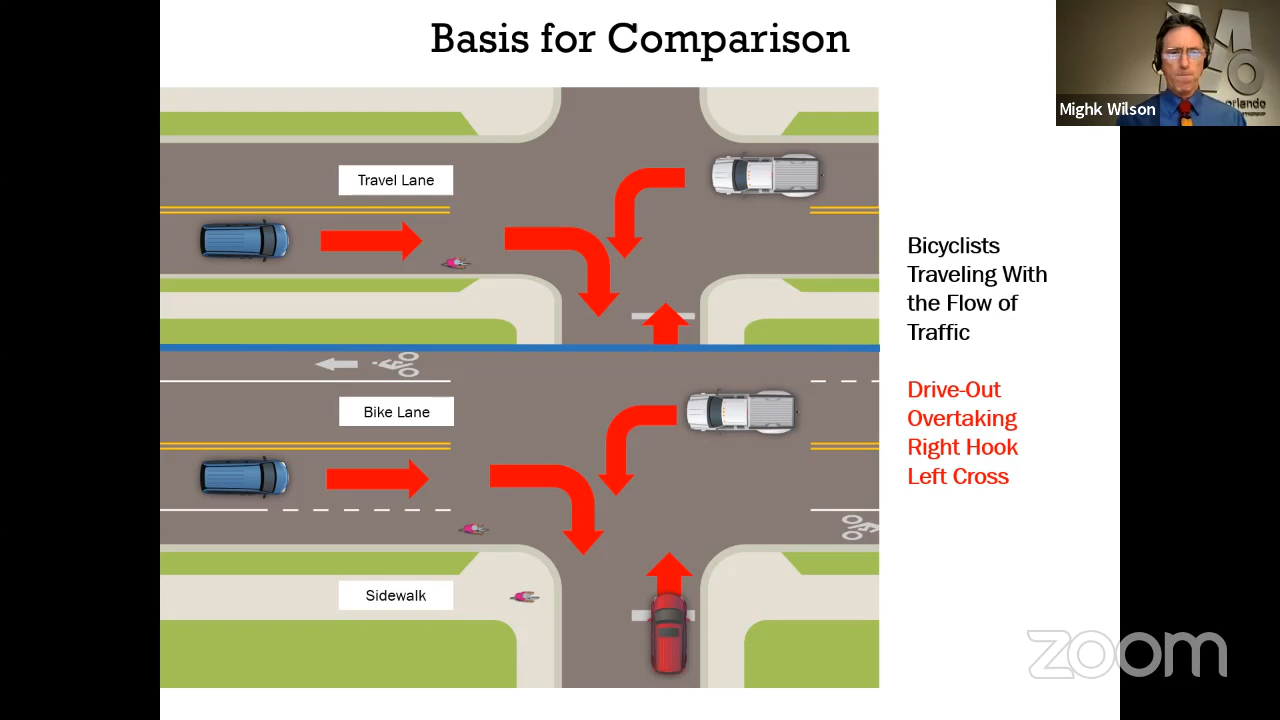 Basis for Comparison
Mighk Wilson
orlando
Travel Lane
Bicyclists
Traveling With
the Flow of
Traffic
Bike Lane
Drive-Out
Overtaking
Right Hook
Left Cross
Sidewalk
zoom